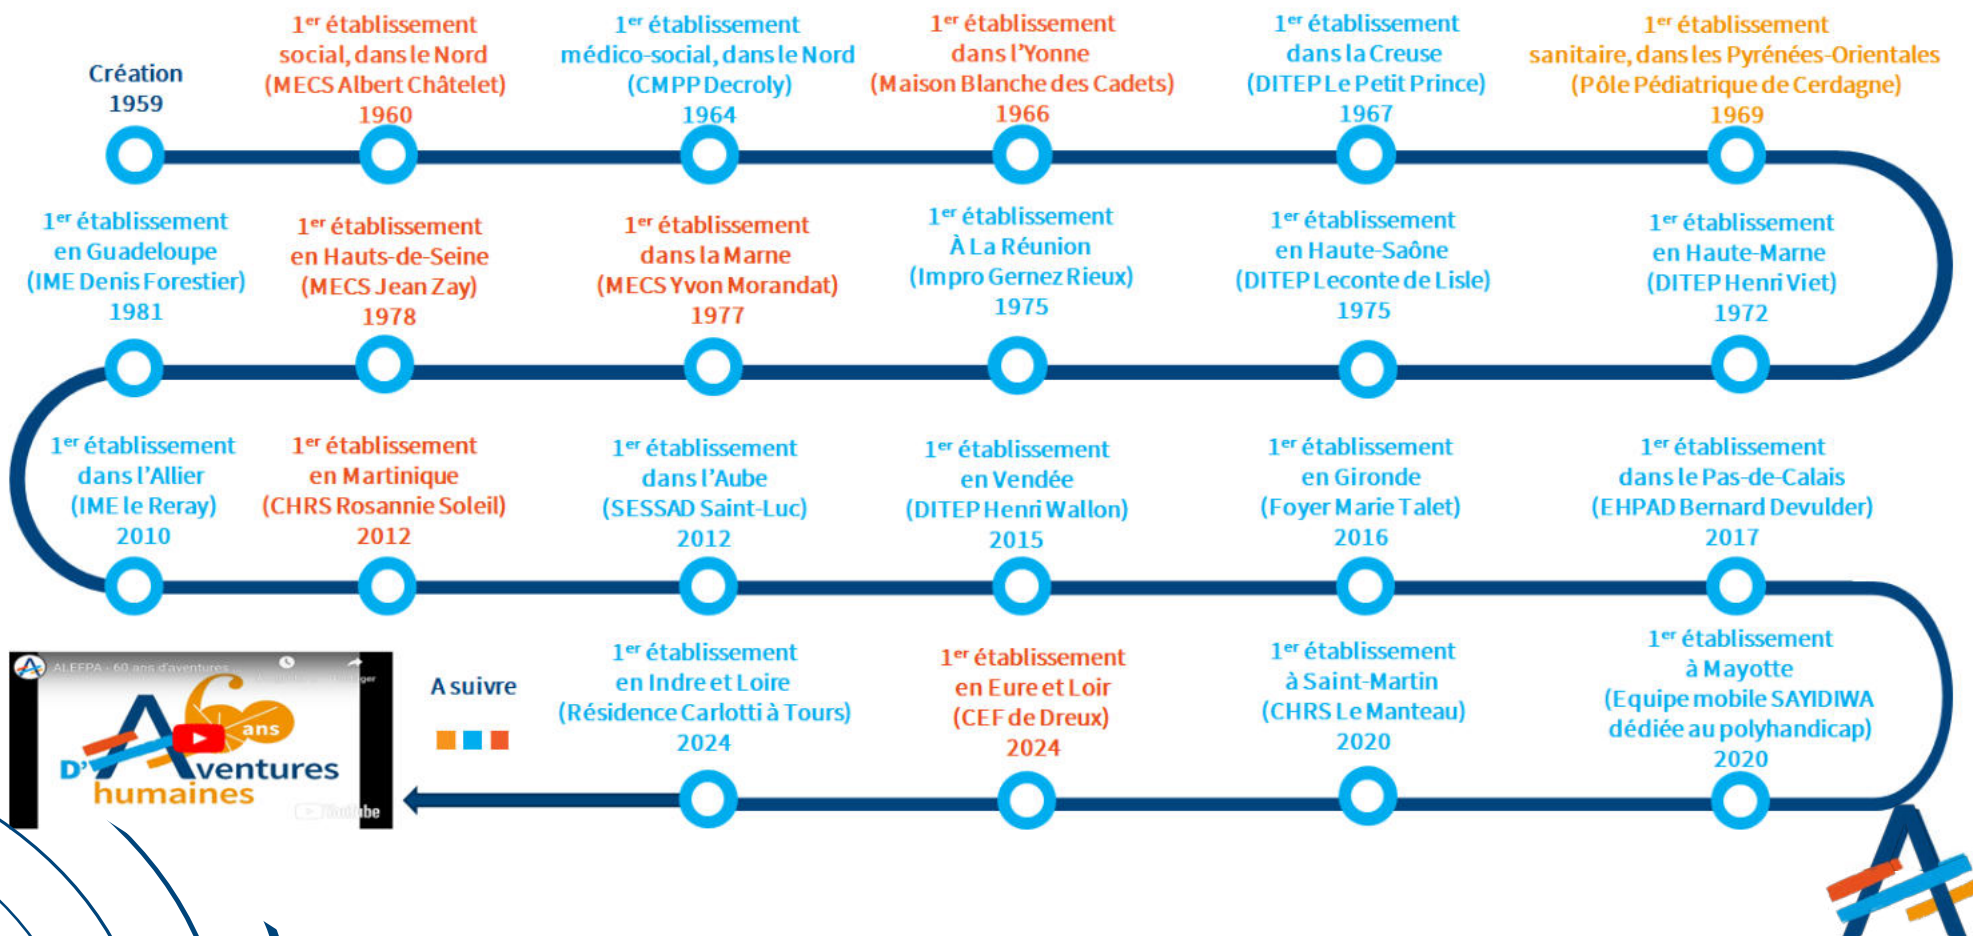 Création
1959
1er établissement
social, dans le Nord
(MECS Albert Châtelet)
1960
1er établissement
médico-social, dans le Nord
(CMPP Decroly)
1964
1er établissement
dans l'Yonne
(Maison Blanche des Cadets)
1966
1er établissement
dans la Creuse
(DITEP Le Petit Prince)
1967
1er établissement
sanitaire, dans les Pyrénées-Orientales
(Pôle Pédiatrique de Cerdagne)
1969
1er établissement
en Guadeloupe
(IME Denis Forestier)
1981
1er établissement
en Hauts-de-Seine
(MECS Jean Zay)
1978
1er établissement
dans la Marne
(MECS Yvon Morandat)
1977
1er établissement
À La Réunion
(Impro Gernez Rieux)
1975
1er établissement
en Haute-Saône
(DITEP Leconte de Lisle)
1975
1er établissement
en Haute-Marne
(DITEP Henri Viet)
1972
1er établissement
dans l'Allier
(IME le Reray)
2010
1er établissement
en Martinique
(CHRS Rosannie Soleil)
2012
1er établissement
dans l'Aube
(SESSAD Saint-Luc)
2012
1er établissement
en Vendée
(DITEP Henri Wallon)
2015
1er établissement
en Gironde
(Foyer Marie Talet)
2016
1er établissement
dans le Pas-de-Calais
(EHPAD Bernard Devulder)
2017
ALEFPA - 60 ans d'aventures ...
6 ans
D'Aventures
humaines
YouTube
A suivre
1er établissement
en Indre et Loire
(Résidence Carlotti à Tours)
2024
1er établissement
en Eure et Loir
(CEF de Dreux)
2024
1er établissement
à Saint-Martin
(CHRS Le Manteau)
2020
1er établissement
à Mayotte
(Equipe mobile SAYIDIWA
dédiée au polyhandicap)
2020